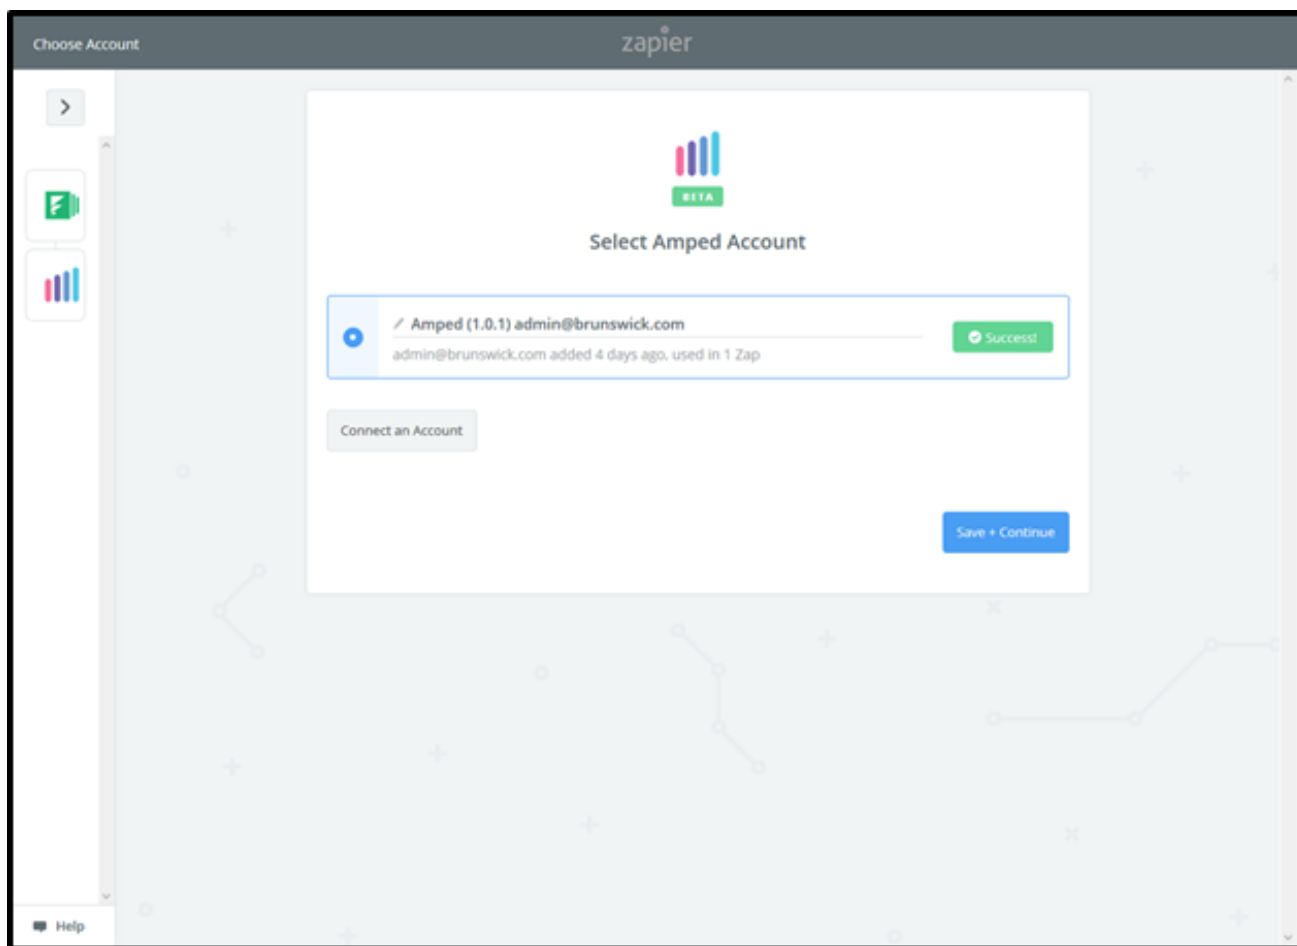 Choose Account
zapier
BETA
Select Amped Account
Amped (1.0.1) admin@brunswick.com
admin@brunswick.com added 4 days ago, used in 1 Zap
Success!
Connect an Account
Save + Continue
Help